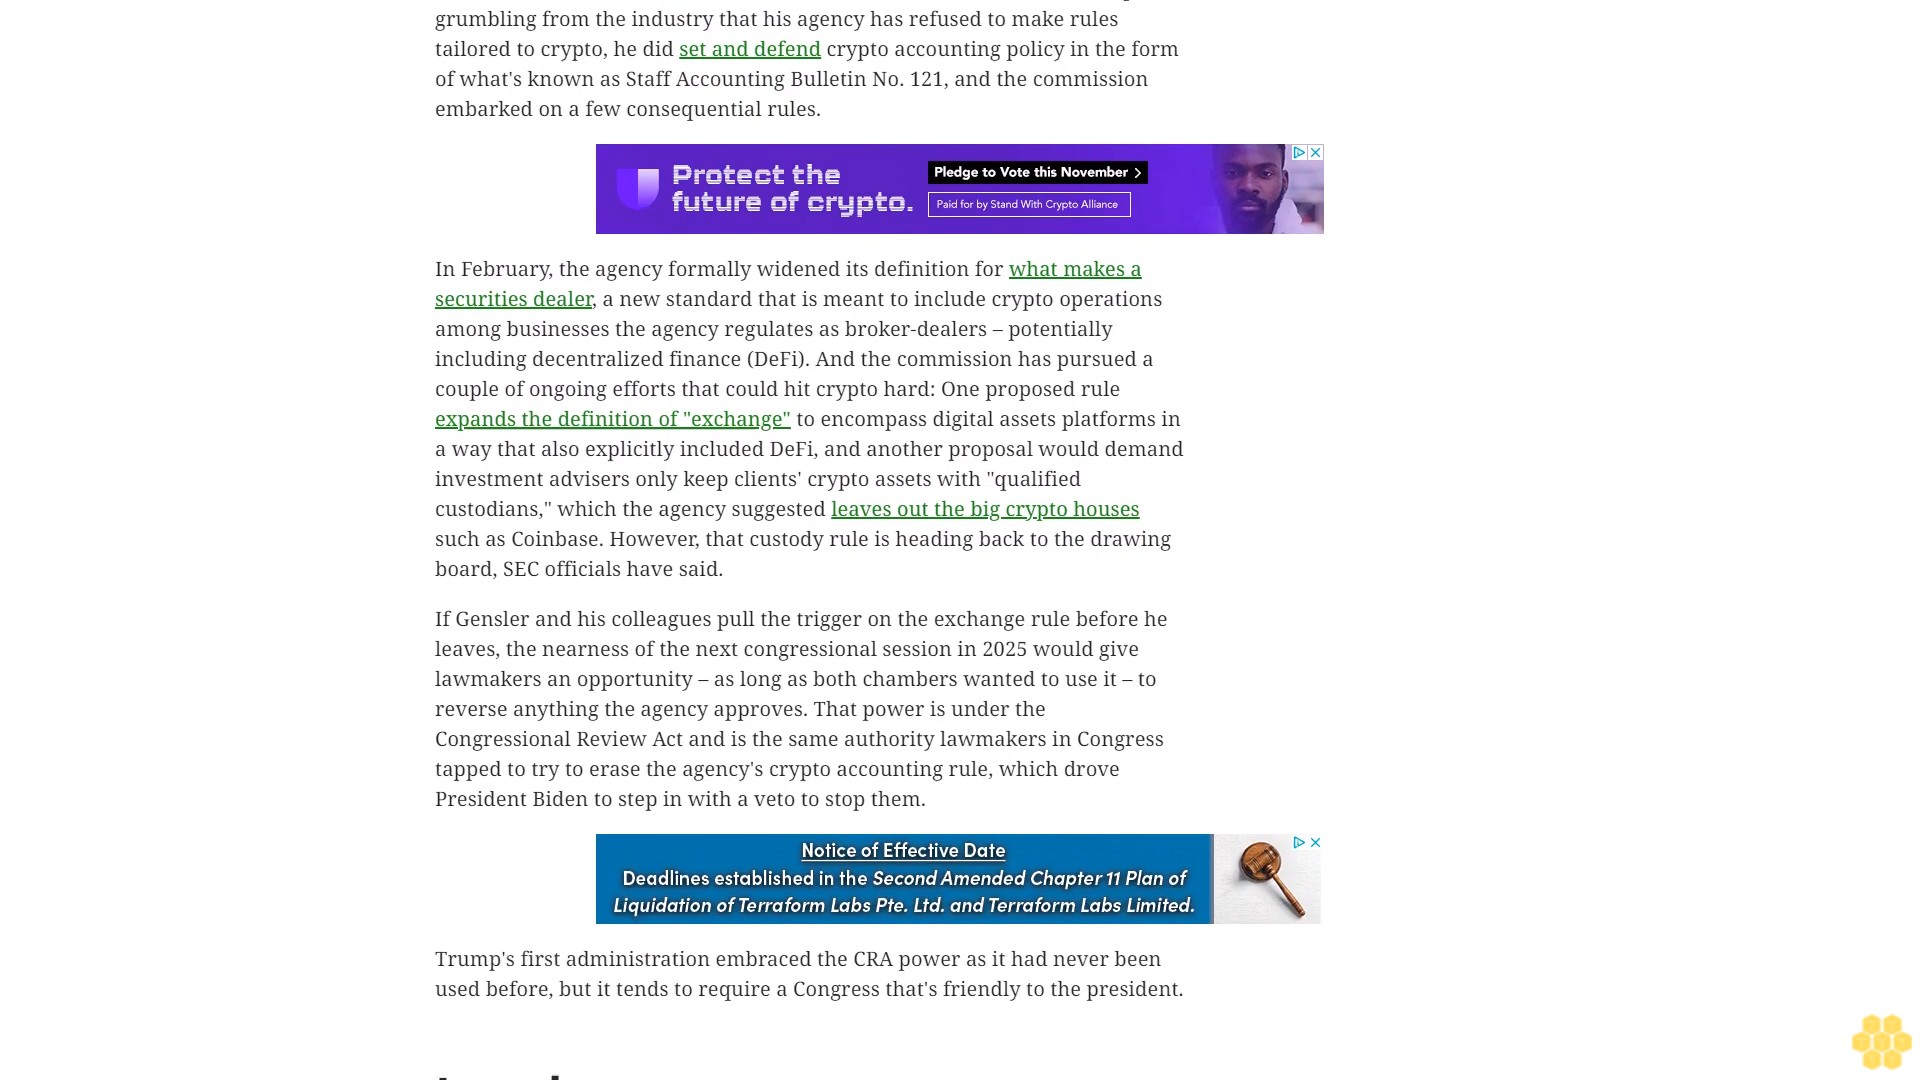 grumbling from the industry that his agency has refused to make rules
tailored to crypto, he did set and defend crypto accounting policy in the form
of what's known as Staff Accounting Bulletin No. 121, and the commission
embarked on a few consequential rules.
Protect the
future of crypto.
Pledge to Vote this November >
Paid for by Stand With Crypto Alliance
In February, the agency formally widened its definition for what makes a
securities dealer, a new standard that is meant to include crypto operations
among businesses the agency regulates as broker-dealers – potentially
including decentralized finance (DeFi). And the commission has pursued a
couple of ongoing efforts that could hit crypto hard: One proposed rule
expands the definition of "exchange" to encompass digital assets platforms in
a way that also explicitly included DeFi, and another proposal would demand
investment advisers only keep clients' crypto assets with "qualified
custodians," which the agency suggested leaves out the big crypto houses
such as Coinbase. However, that custody rule is heading back to the drawing
board, SEC officials have said.
If Gensler and his colleagues pull the trigger on the exchange rule before he
leaves, the nearness of the next congressional session in 2025 would give
lawmakers an opportunity – as long as both chambers wanted to use it – to
reverse anything the agency approves. That power is under the
Congressional Review Act and is the same authority lawmakers in Congress
tapped to try to erase the agency's crypto accounting rule, which drove
President Biden to step in with a veto to stop them.
Notice of Effective Date
Deadlines established in the Second Amended Chapter 11 Plan of
Liquidation of Terraform Labs Pte. Ltd. and Terraform Labs Limited.
Trump's first administration embraced the CRA power as it had never been
used before, but it tends to require a Congress that's friendly to the president.